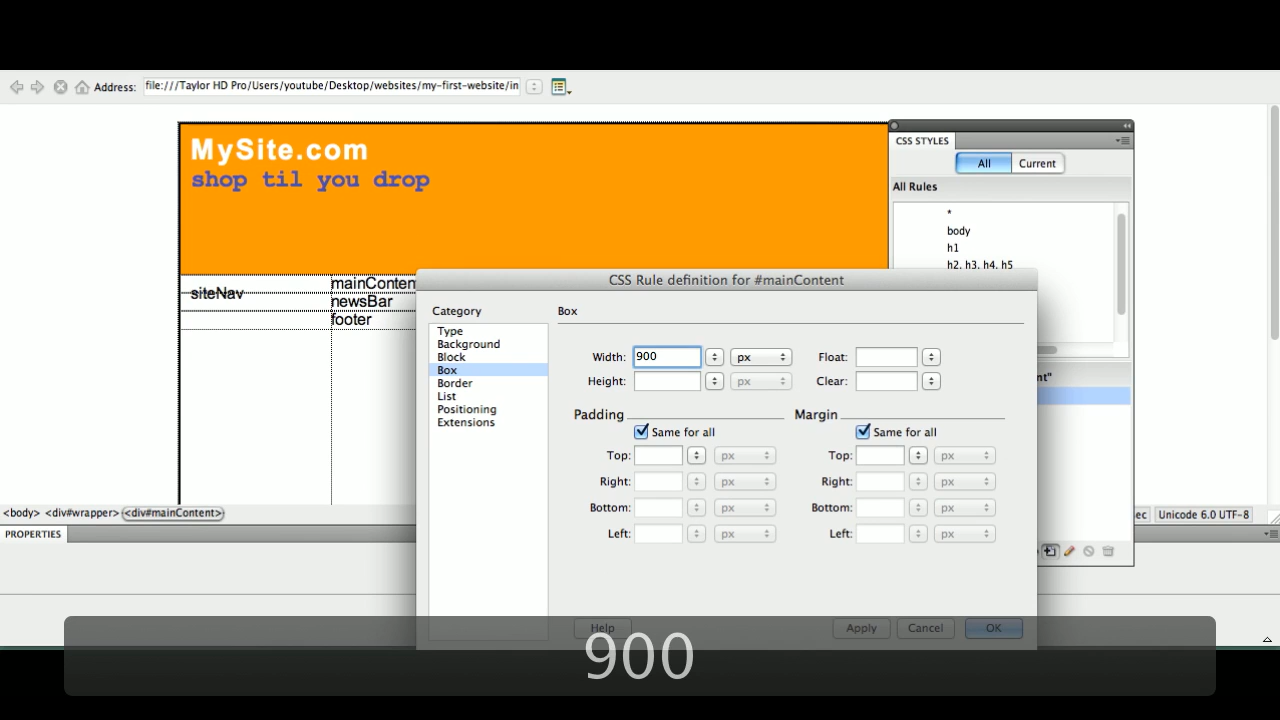 Address: file:///Taylor HD Pro/Users/youtube/Desktop/websites/my-first-website/in
MySite.com
shop til you drop
siteNav
mainConten
newsBar
footer
CSS STYLES
All Current
All Rules
*
body
h1
h2, h3, h4, h5
nt"
CSS Rule definition for #mainContent
Category
Type
Background
Block
Box
Border
List
Positioning
Extensions
Box
Width: 900 px Float:
Height: px Clear:
Padding Margin
Same for all Same for all
Top: px Top: px
Right: px Right: px
Bottom: px Bottom: px
Left: px Left: px
Help Apply Cancel OK
<body> <div#wrapper> <div#mainContent>
ec Unicode 6.0 UTF-8
PROPERTIES
900